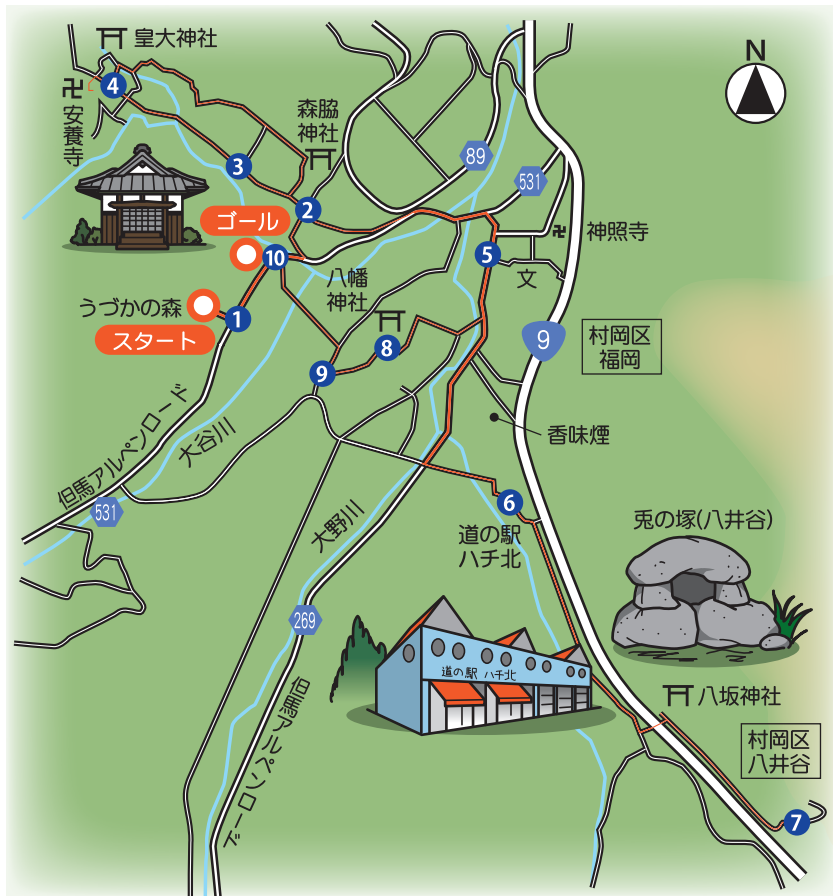 皇大神社
N
4
卍
安養寺
森脇
神社
89
531
3
2
ゴール
10
5
卍
神照寺
文
八幡
神社
うづかの森
1
スタート
8
9
9
村岡区
福岡
香味煙
但馬アルペンロード
大谷川
531
6
道の駅
ハチ北
大野川
兎の塚(八井谷)
269
道の駅 ハチ北
但馬アルペンロード
八坂神社
村岡区
八井谷
7